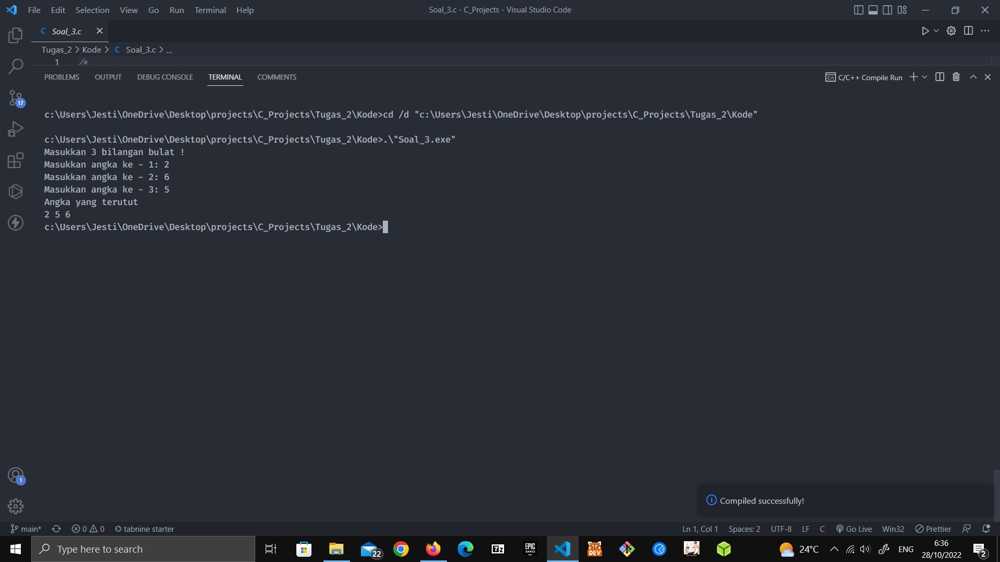 File Edit Selection View Go Run Terminal Help
Soal_3.c - C_Projects - Visual Studio Code
C Soal_3.c
Tugas_2 > Kode > C Soal_3.c > ...
1 /*
PROBLEMS OUTPUT DEBUG CONSOLE TERMINAL COMMENTS
C/C++ Compile Run
17
c:\Users\Jesti\OneDrive\Desktop\projects\C_Projects\Tugas_2\Kode>cd /d "c:\Users\Jesti\OneDrive\Desktop\projects\C_Projects\Tugas_2\Kode"
c:\Users\Jesti\OneDrive\Desktop\projects\C_Projects\Tugas_2\Kode>.\"Soal_3.exe"
Masukkan 3 bilangan bulat !
Masukkan angka ke - 1: 2
Masukkan angka ke - 2: 6
Masukkan angka ke - 3: 5
Angka yang terutut
2 5 6
c:\Users\Jesti\OneDrive\Desktop\projects\C_Projects\Tugas_2\Kode>
1
Compiled successfully!
main* 0 0 tabnine starter
Ln 1, Col 1 Spaces: 2 UTF-8 LF C Go Live Win32 Prettier
Type here to search
22
7z
EPIC GAMES
DEV
24°C
ENG
6:36
28/10/2022
2